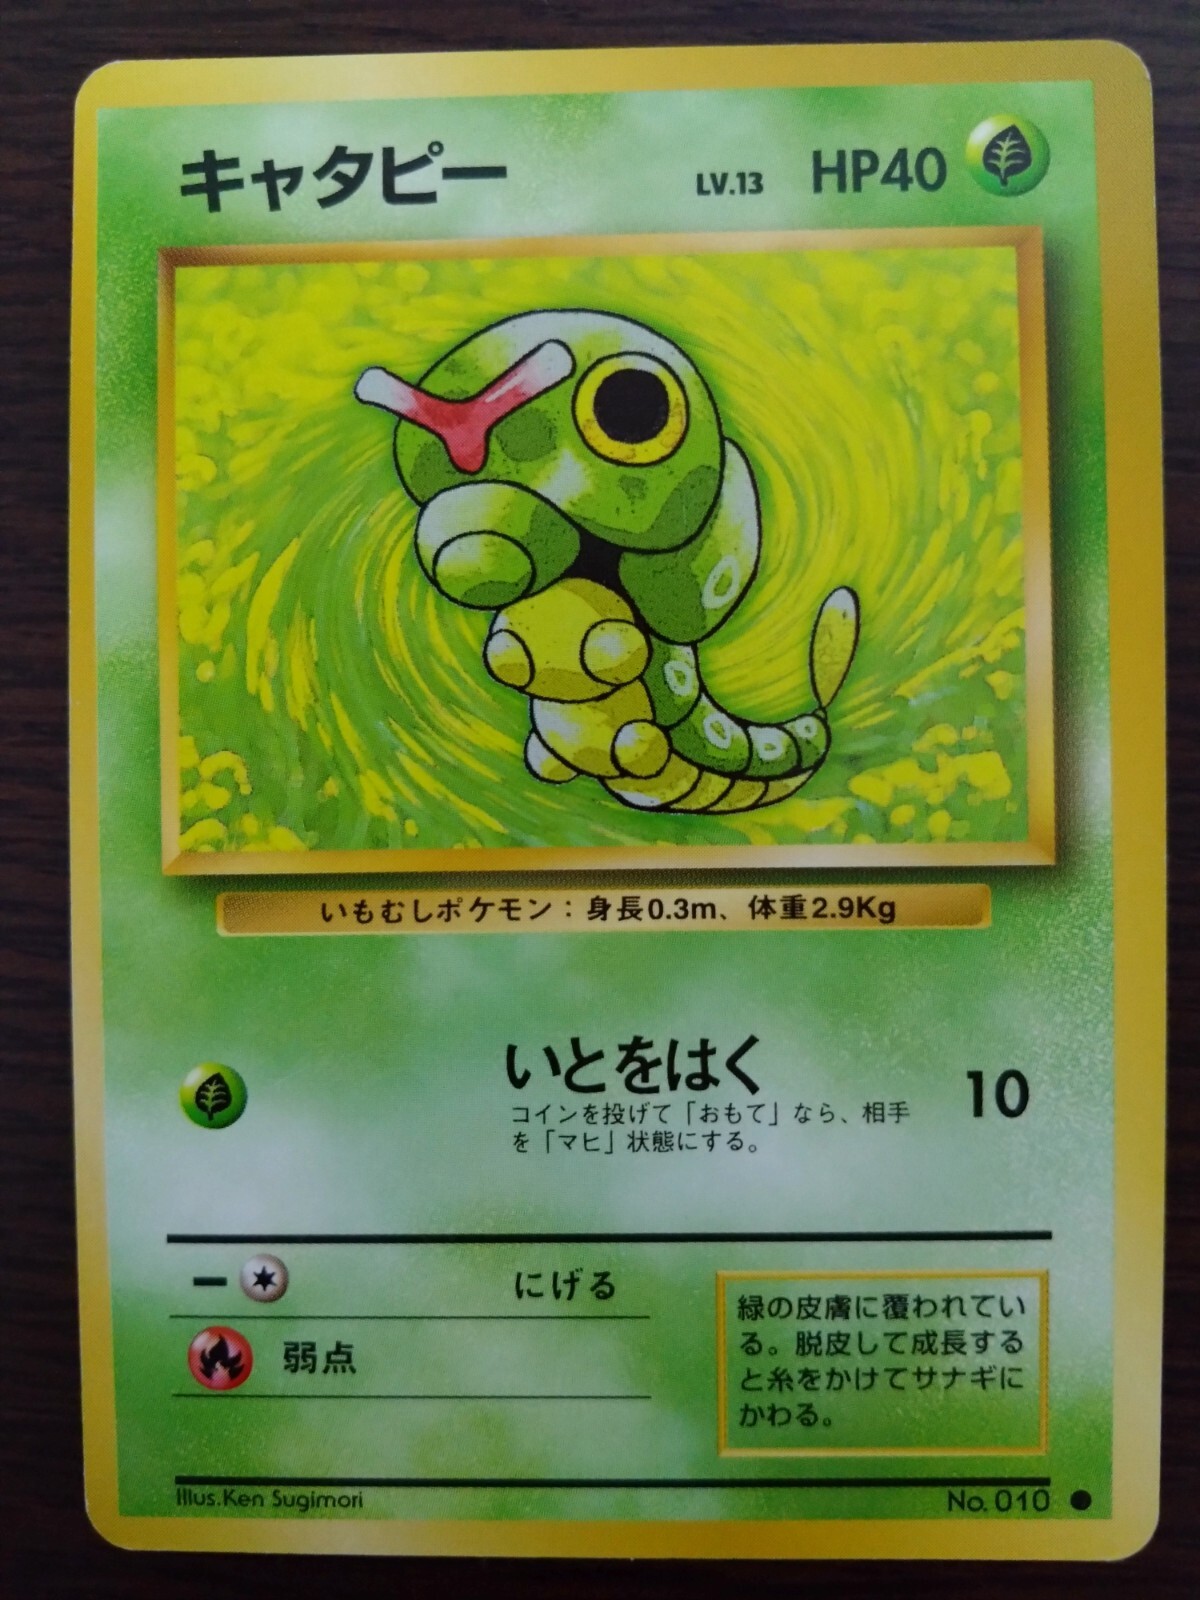 キャタピー LV.13 HP40
いもむしポケモン：身長0.3m、体重2.9Kg
いとをはく 10
コインを投げて「おもて」なら、相手
を「マヒ」状態にする。
にげる
弱点
緑の皮膚に覆われてい
る。脱皮して成長する
と糸をかけてサナギに
かわる。
Illus.Ken Sugimori No. 010